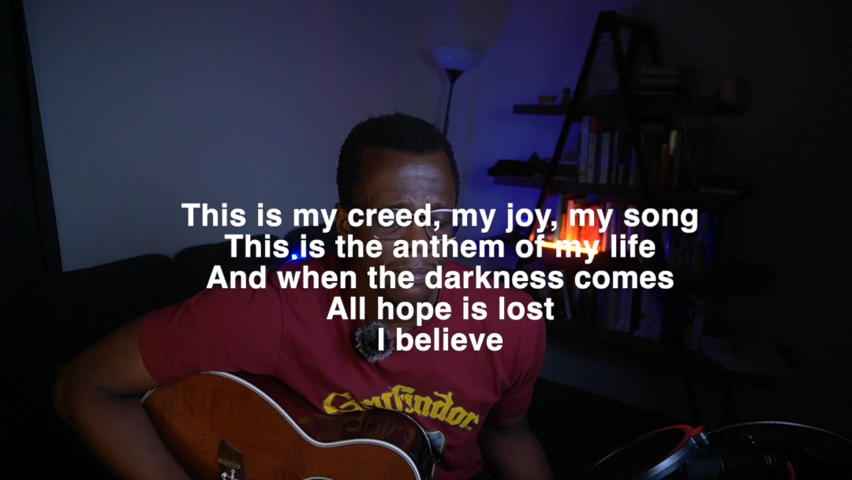 This is my creed, my joy, my song
This is the anthem of my life
And when the darkness comes
All hope is lost
I believe
Gryffindor